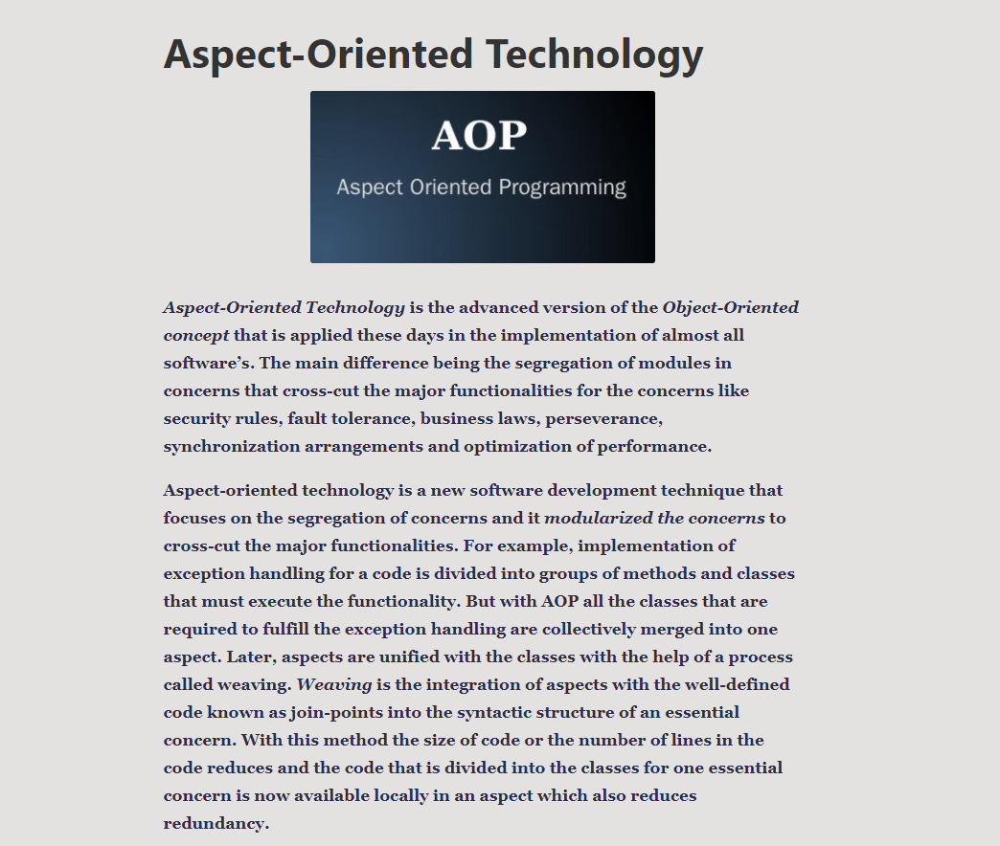 Aspect-Oriented Technology
AOP
Aspect Oriented Programming
Aspect-Oriented Technology is the advanced version of the Object-Oriented
concept that is applied these days in the implementation of almost all
software’s. The main difference being the segregation of modules in
concerns that cross-cut the major functionalities for the concerns like
security rules, fault tolerance, business laws, perseverance,
synchronization arrangements and optimization of performance.
Aspect-oriented technology is a new software development technique that
focuses on the segregation of concerns and it modularized the concerns to
cross-cut the major functionalities. For example, implementation of
exception handling for a code is divided into groups of methods and classes
that must execute the functionality. But with AOP all the classes that are
required to fulfill the exception handling are collectively merged into one
aspect. Later, aspects are unified with the classes with the help of a process
called weaving. Weaving is the integration of aspects with the well-defined
code known as join-points into the syntactic structure of an essential
concern. With this method the size of code or the number of lines in the
code reduces and the code that is divided into the classes for one essential
concern is now available locally in an aspect which also reduces
redundancy.